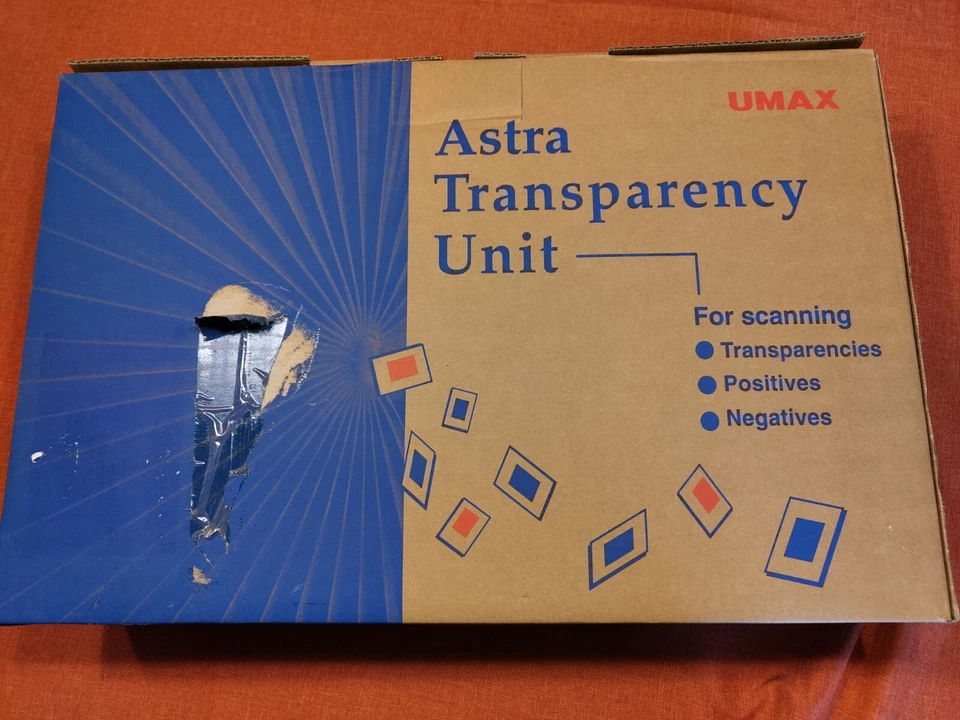 UMAX
Astra
Transparency
Unit
For scanning
Transparencies
Positives
Negatives